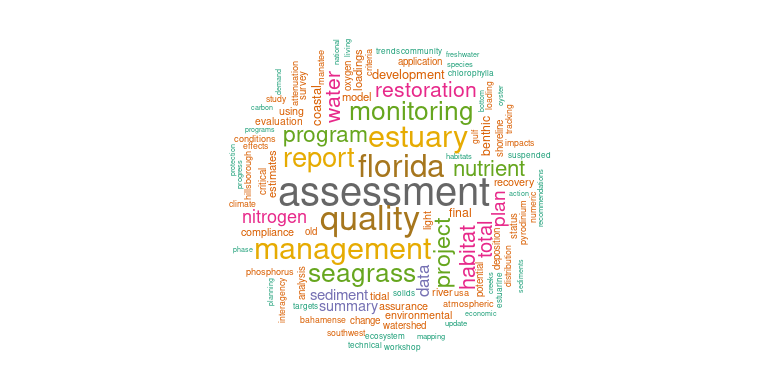 assessment
quality
florida
management
estuary
report
seagrass
monitoring
program
nutrient
project
restoration
water
nitrogen
habitat
total
plan
data
sediment
summary
development
coastal
loadings
model
using
evaluation
benthic
estimates
critical
final
light
recovery
compliance
old
phosphorus
analysis
tidal
river
usa
assurance
environmental
change
watershed
atmospheric
potential
deposition
distribution
status
pyrodinium
numeric
shoreline
gulf
impacts
tracking
loading
application
criteria
oxygen
manatee
survey
attenuation
study
conditions
effects
hillsborough
climate
interagency
bahamense
southwest
trends
community
living
national
demand
carbon
programs
protection
progress
phase
planning
targets
solids
technical
workshop
ecosystem
mapping
update
economic
estuarine
creeks
sediments
recommendations
action
suspended
habitats
oyster
bottom
chlorophylla
species
freshwater